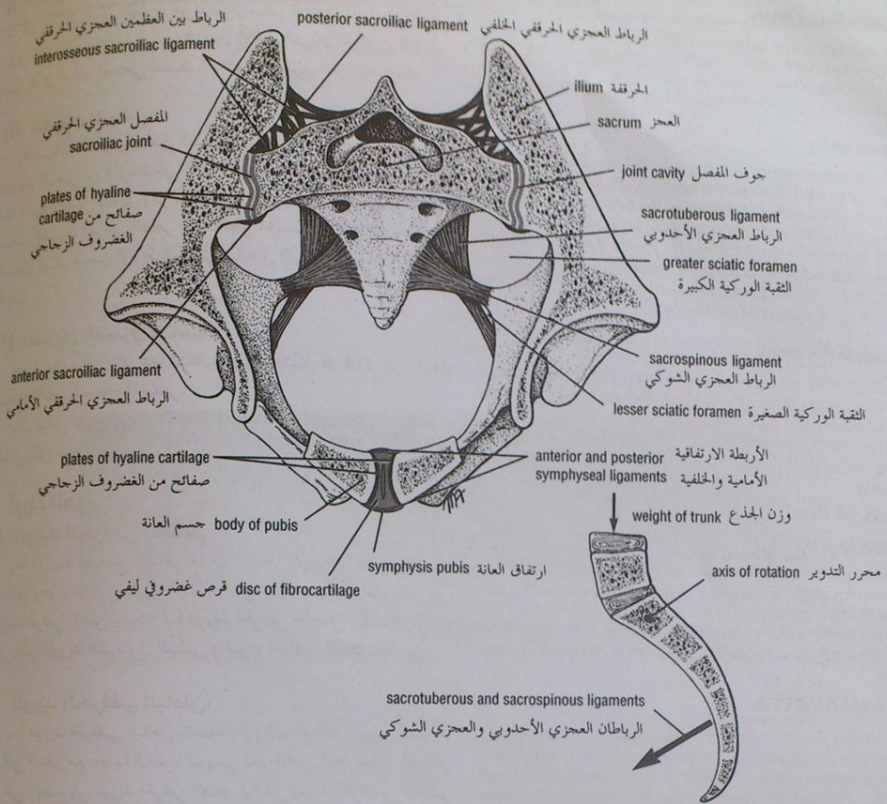 الرباط بين العظمين العجزي الحرقفي
interosseous sacroiliac ligament
posterior sacroiliac ligament الرباط العجزي الحرقفي الخلفي
ilium الحرقفة
sacrum العجز
المفصل العجزي الحرقفي
sacroiliac joint
joint cavity جوف المفصل
plates of hyaline
cartilage صفائح من
الغضروف الزجاجي
sacrotuberous ligament
الرباط العجزي الأحدوبي
greater sciatic foramen
الثقبة الوركية الكبيرة
anterior sacroiliac ligament
الرباط العجزي الحرقفي الأمامي
sacrospinous ligament
الرباط العجزي الشوكي
lesser sciatic foramen الثقبة الوركية الصغيرة
plates of hyaline cartilage
صفائح من الغضروف الزجاجي
anterior and posterior الأربطة الارتفاقية
symphyseal ligaments الأمامية والخلفية
جسم العانة body of pubis
weight of trunk وزن الجذع
symphysis pubis ارتفاق العانة
axis of rotation محرر التدوير
قرص غضروفي ليفي disc of fibrocartilage
sacrotuberous and sacrospinous ligaments
الرباطان العجزي الأحدوبي والعجزي الشوكي